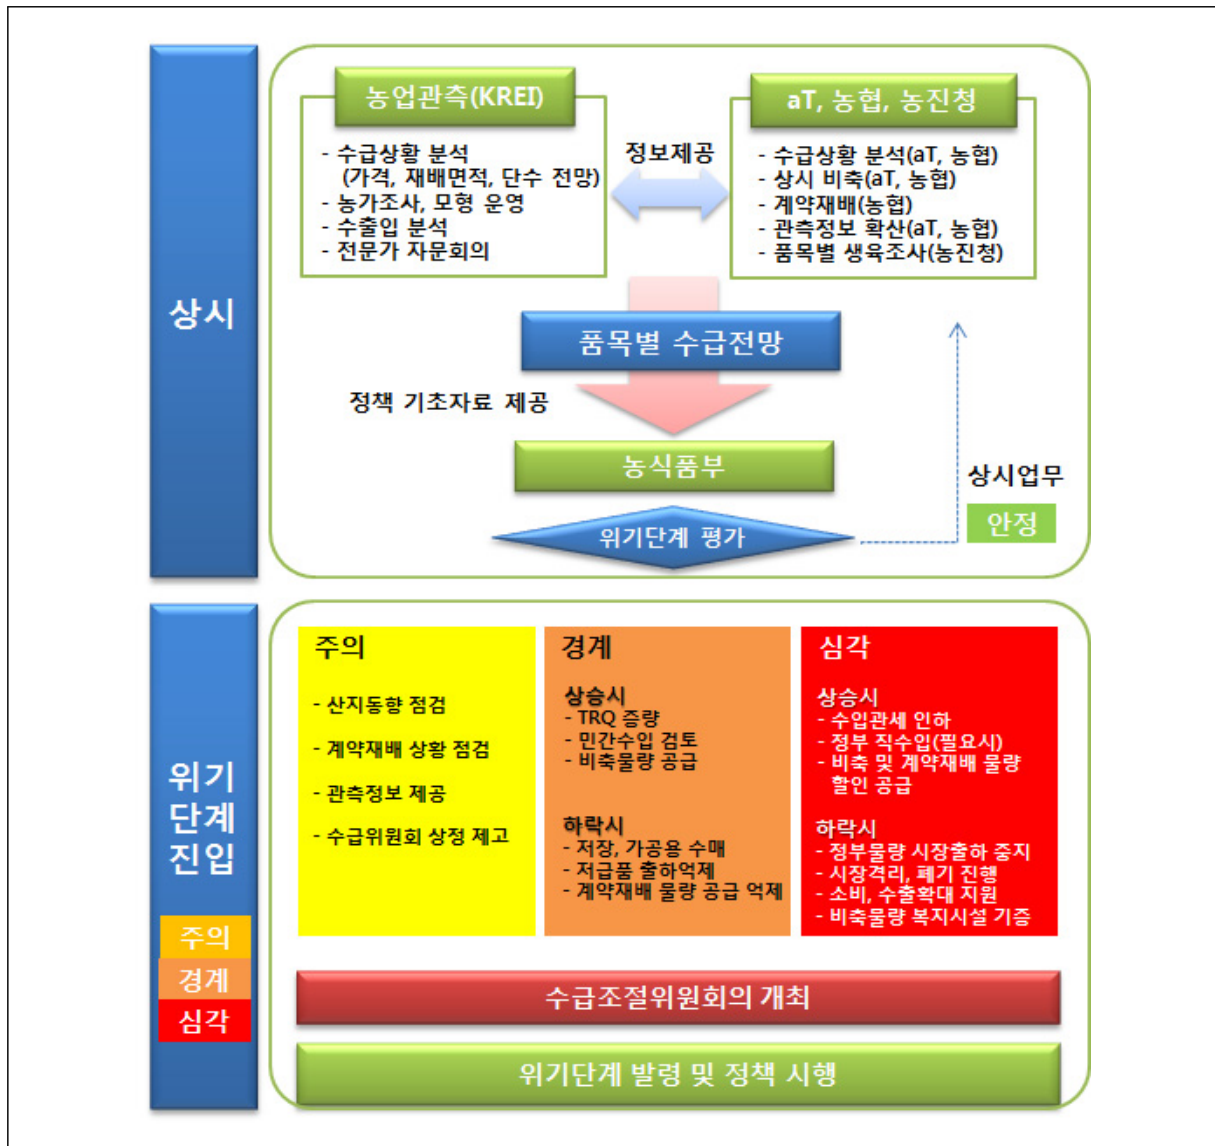 상시
농업관측(KREI)
- 수급상황 분석
(가격, 재배면적, 단수 전망)
- 농가조사, 모형 운영
- 수출입 분석
- 전문가 자문회의
정보제공
aT, 농협, 농진청
- 수급상황 분석(aT, 농협)
- 상시 비축(aT, 농협)
- 계약재배(농협)
- 관측정보 확산(aT, 농협)
- 품목별 생육조사(농진청)
품목별 수급전망
정책 기초자료 제공
농식품부
위기단계 평가
상시업무
안정
위기
단계
진입
주의
경계
심각
주의
- 산지동향 점검
- 계약재배 상황 점검
- 관측정보 제공
- 수급위원회 상정 제고
경계
상승시
- TRQ 증량
- 민간수입 검토
- 비축물량 공급
하락시
- 저장, 가공용 수매
- 저급품 출하억제
- 계약재배 물량 공급 억제
심각
상승시
- 수입관세 인하
- 정부 직수입(필요시)
- 비축 및 계약재배 물량
할인 공급
하락시
- 정부물량 시장출하 중지
- 시장격리, 폐기 진행
- 소비, 수출확대 지원
- 비축물량 복지시설 기증
수급조절위원회의 개최
위기단계 발령 및 정책 시행